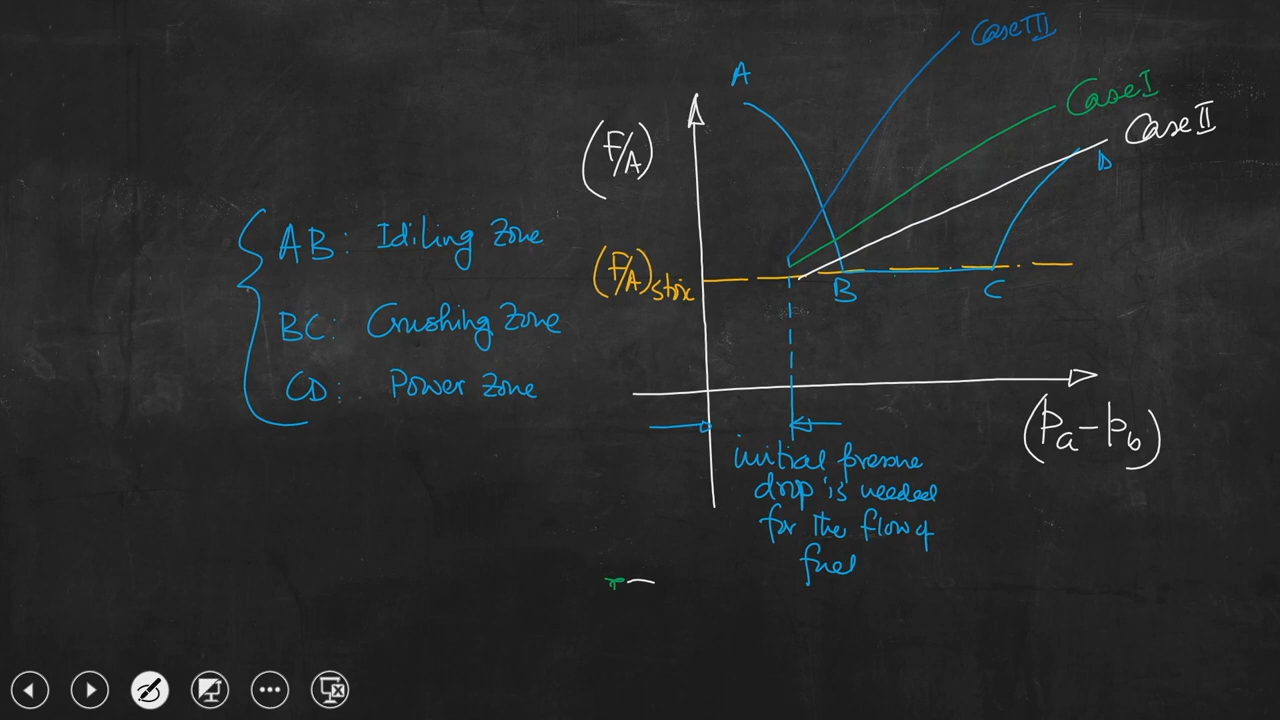 Case III
A
Case I
Case II
(F/A)
D
AB: Idiling Zone
(F/A)stoic
B
C
BC: Crushing Zone
CD: Power Zone
(Pa - Pb)
initial pressure
drop is needed
for the flow of
fuel